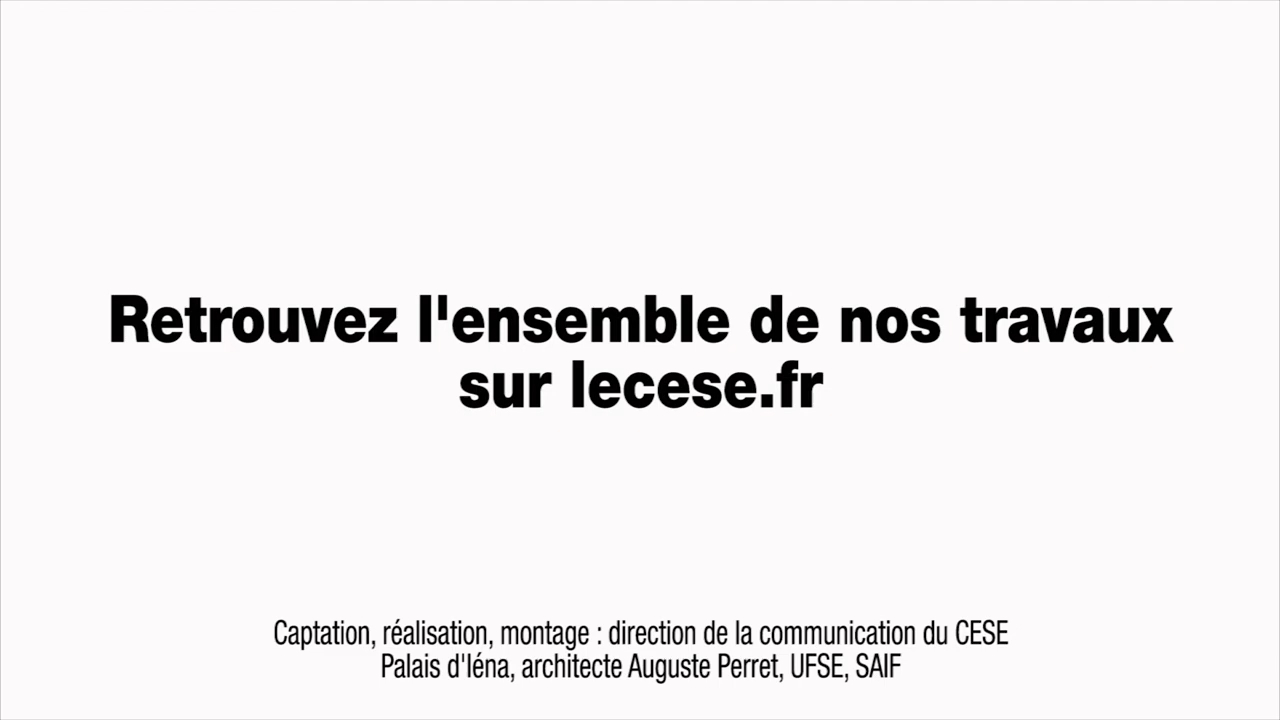 Retrouvez l'ensemble de nos travaux
sur lecese.fr
Captation, réalisation, montage : direction de la communication du CESE
Palais d'Iéna, architecte Auguste Perret, UFSE, SAIF